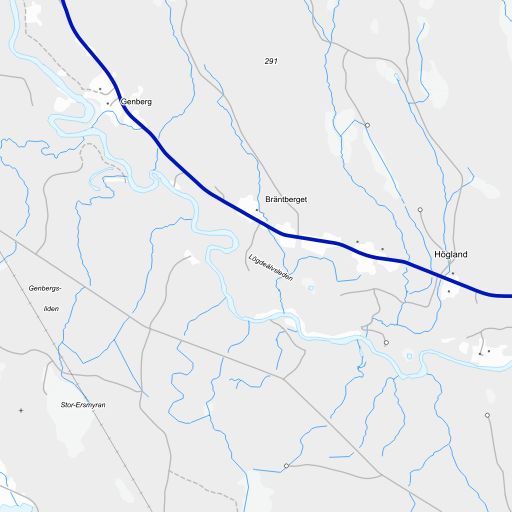 291
Genberg
Bräntberget
Högland
Lögdeälvsleden
Genbergs-
liden
Stor-Ersmyran